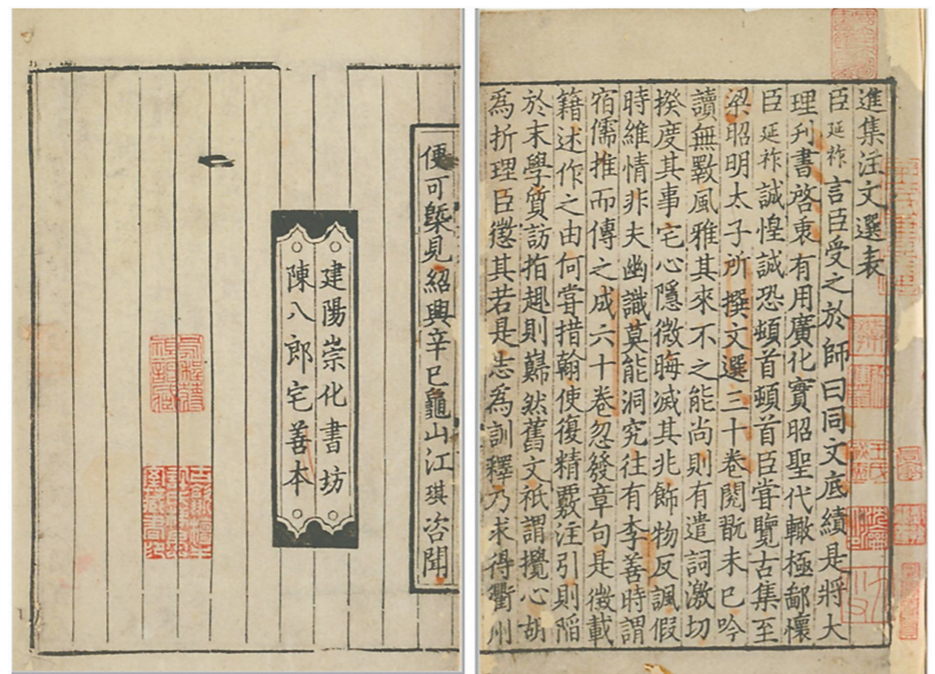 進集注文選表
臣延祚言臣受之於師曰同文底績是將大
理刊書啓衷有用廣化實昭聖代轍極鄙懷
臣延祚誠惶誠恐頓首頓首臣甞覽古集至
梁昭明太子所撰文選三十卷閱翫未已吟
讀無斁風雅其來不之能尚則有遣詞激切
揆度其事宅心隱微晦滅其兆飾物反諷假
時維情非夫幽識莫能洞究往有李善時謂
宿儒推而傳之成六十卷忽發章句是徵載
籍述作之由何甞措翰使復精覈注引則陷
於末學質訪指趣則巋然舊文祇謂攪心胡
為折理臣懲其若是志為訓釋乃求得衢州
便可槩見紹興辛巳龜山江琪咨聞
建陽崇化書坊
陳八郎宅善本